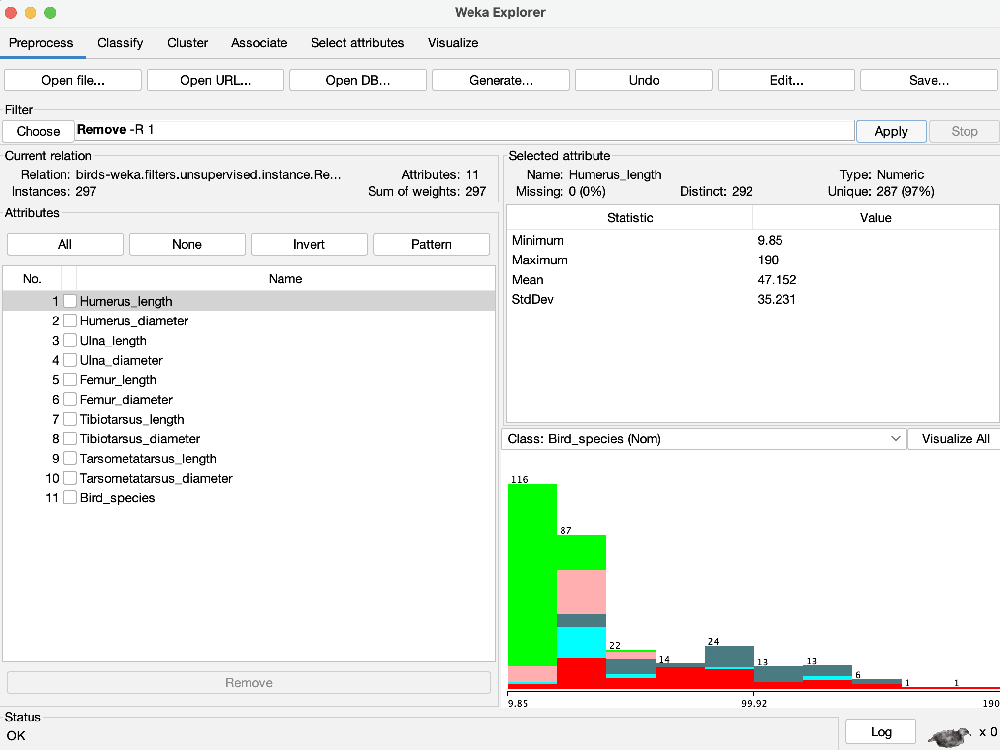 Weka Explorer
Preprocess Classify Cluster Associate Select attributes Visualize
Open file... Open URL... Open DB... Generate... Undo Edit... Save...
Filter
Choose Remove -R 1 Apply Stop
Current relation
Relation: birds-weka.filters.unsupervised.instance.Re... Attributes: 11
Instances: 297 Sum of weights: 297
Attributes
All None Invert Pattern
No. Name
1 Humerus_length
2 Humerus_diameter
3 Ulna_length
4 Ulna_diameter
5 Femur_length
6 Femur_diameter
7 Tibiotarsus_length
8 Tibiotarsus_diameter
9 Tarsometatarsus_length
10 Tarsometatarsus_diameter
11 Bird_species
Remove
Selected attribute
Name: Humerus_length Type: Numeric
Missing: 0 (0%) Distinct: 292 Unique: 287 (97%)
Statistic Value
Minimum 9.85
Maximum 190
Mean 47.152
StdDev 35.231
Class: Bird_species (Nom) Visualize All
116
87
22
14
24
13
13
6
1
1
9.85 99.92 190
Status
OK
Log x 0